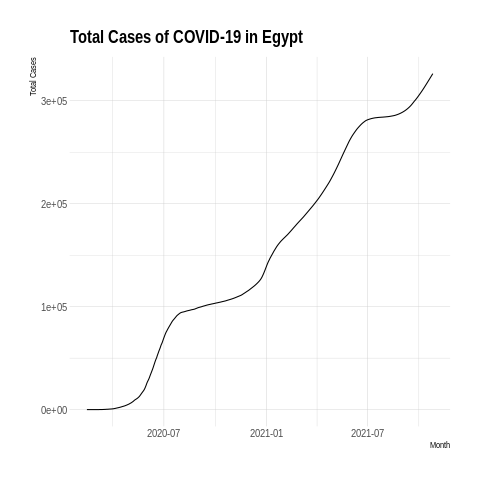 Total Cases of COVID-19 in Egypt
Total Cases
3e+05
2e+05
1e+05
0e+00
2020-07 2021-01 2021-07
Month